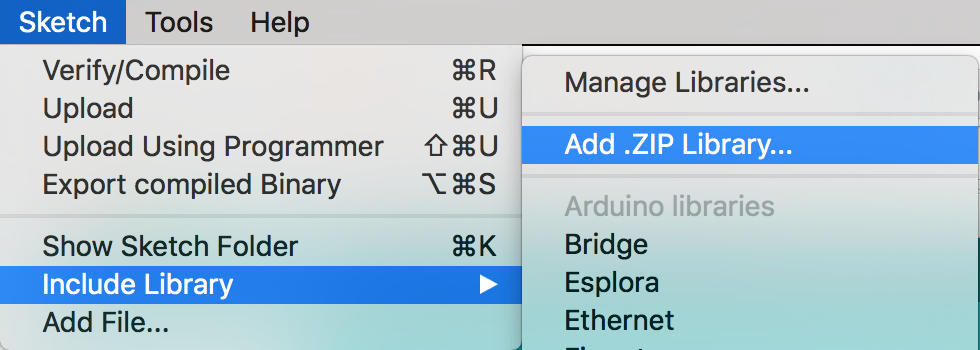 Sketch Tools Help
Verify/Compile ⌘R
Upload ⌘U
Upload Using Programmer ⇧⌘U
Export compiled Binary ⌥⌘S
Show Sketch Folder ⌘K
Include Library ▶
Add File...
Manage Libraries...
Add .ZIP Library...
Arduino libraries
Bridge
Esplora
Ethernet